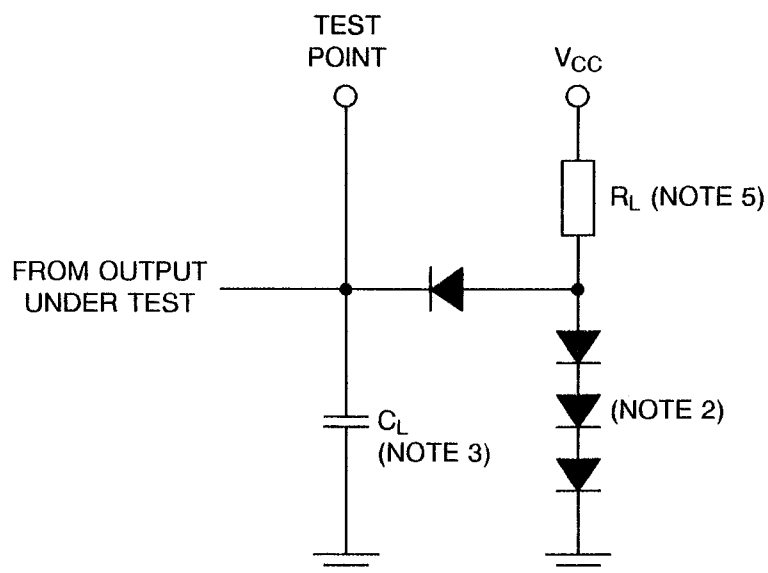 TEST
POINT
VCC
RL (NOTE 5)
FROM OUTPUT
UNDER TEST
(NOTE 2)
CL
(NOTE 3)